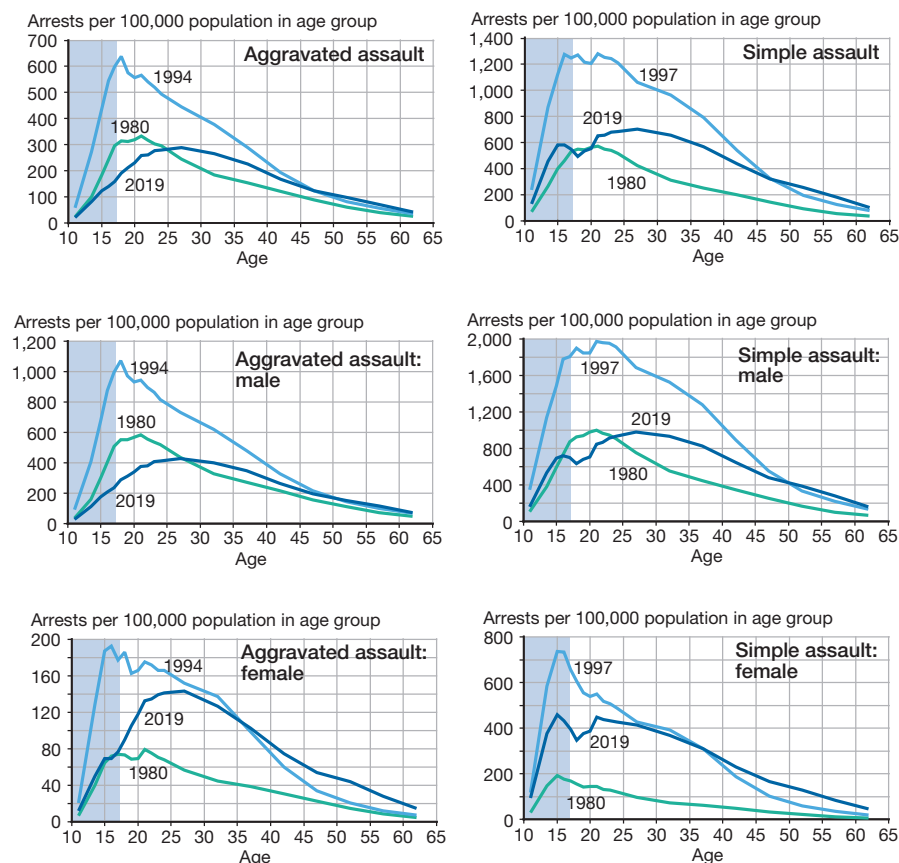 Arrests per 100,000 population in age group
Aggravated assault
700
600
500
400
300
200
100
0
1994
1980
2019
10 15 20 25 30 35 40 45 50 55 60 65
Age
Arrests per 100,000 population in age group
Simple assault
1,400
1,200
1,000
800
600
400
200
0
1997
2019
1980
10 15 20 25 30 35 40 45 50 55 60 65
Age
Arrests per 100,000 population in age group
Aggravated assault:
male
1,200
1,000
800
600
400
200
0
1994
1980
2019
10 15 20 25 30 35 40 45 50 55 60 65
Age
Arrests per 100,000 population in age group
Simple assault:
male
2,000
1,600
1,200
800
400
0
1997
2019
1980
10 15 20 25 30 35 40 45 50 55 60 65
Age
Arrests per 100,000 population in age group
Aggravated assault:
female
200
160
120
80
40
0
1994
2019
1980
10 15 20 25 30 35 40 45 50 55 60 65
Age
Arrests per 100,000 population in age group
Simple assault:
female
800
600
400
200
0
1997
2019
1980
10 15 20 25 30 35 40 45 50 55 60 65
Age